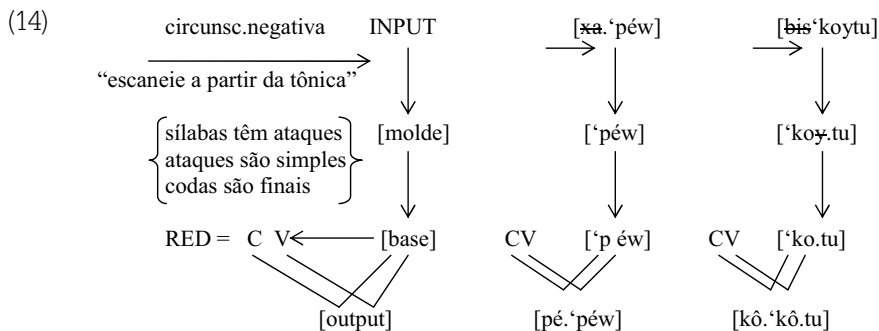 (14) circunsc.negativa INPUT [xa.‘péw] [bis‘koytu]
“escaneie a partir da tônica”
sílabas têm ataques
ataques são simples [molde] [‘péw] [‘koy.tu]
codas são finais
RED = C V [base] CV [‘p éw] CV [‘ko.tu]
[output] [pé.‘péw] [kô.‘kô.tu]